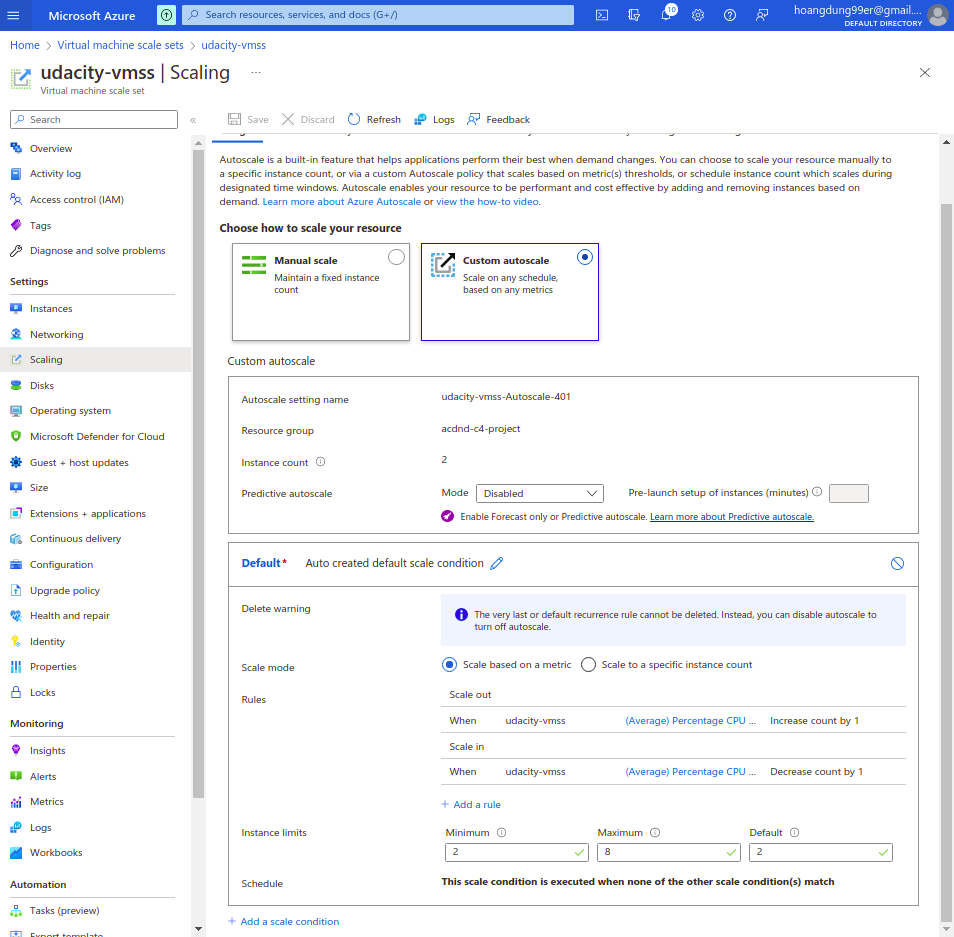 Microsoft Azure
Search resources, services, and docs (G+/)
10
hoangdung99er@gmail....
DEFAULT DIRECTORY
Home > Virtual machine scale sets > udacity-vmss
udacity-vmss | Scaling ...
Virtual machine scale set
Search
«
Save
Discard
Refresh
Logs
Feedback
Overview
Activity log
Access control (IAM)
Tags
Diagnose and solve problems
Settings
Instances
Networking
Scaling
Disks
Operating system
Microsoft Defender for Cloud
Guest + host updates
Size
Extensions + applications
Continuous delivery
Configuration
Upgrade policy
Health and repair
Identity
Properties
Locks
Monitoring
Insights
Alerts
Metrics
Logs
Workbooks
Automation
Tasks (preview)
Export template
Autoscale is a built-in feature that helps applications perform their best when demand changes. You can choose to scale your resource manually to
a specific instance count, or via a custom Autoscale policy that scales based on metric(s) thresholds, or schedule instance count which scales during
designated time windows. Autoscale enables your resource to be performant and cost effective by adding and removing instances based on
demand. Learn more about Azure Autoscale or view the how-to video.
Choose how to scale your resource
Manual scale
Maintain a fixed instance
count
Custom autoscale
Scale on any schedule,
based on any metrics
Custom autoscale
Autoscale setting name
udacity-vmss-Autoscale-401
Resource group
acdnd-c4-project
Instance count
2
Predictive autoscale
Mode
Disabled
Pre-launch setup of instances (minutes)
Enable Forecast only or Predictive autoscale. Learn more about Predictive autoscale.
Default* Auto created default scale condition
Delete warning
The very last or default recurrence rule cannot be deleted. Instead, you can disable autoscale to
turn off autoscale.
Scale mode
Scale based on a metric
Scale to a specific instance count
Rules
Scale out
When udacity-vmss (Average) Percentage CPU ... Increase count by 1
Scale in
When udacity-vmss (Average) Percentage CPU ... Decrease count by 1
+ Add a rule
Instance limits
Minimum
2
Maximum
8
Default
2
Schedule
This scale condition is executed when none of the other scale condition(s) match
+ Add a scale condition